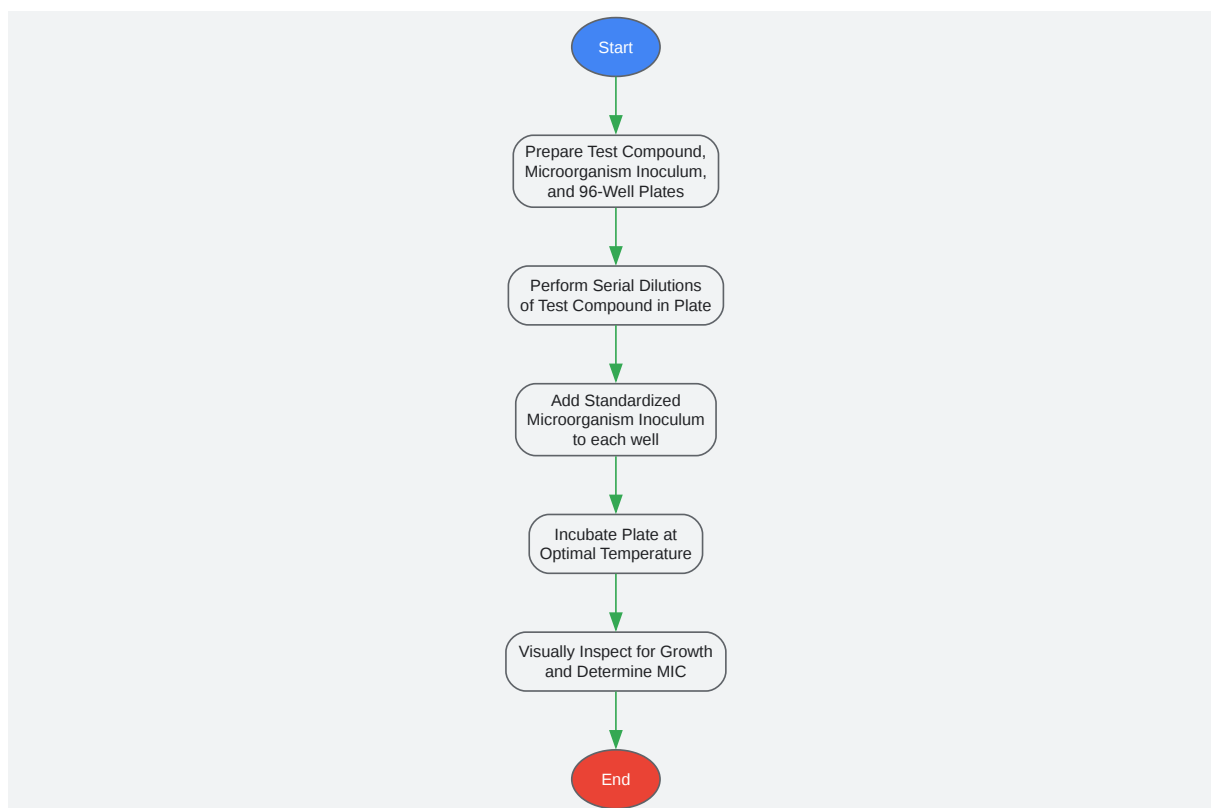 Start
Prepare Test Compound,
Microorganism Inoculum,
and 96-Well Plates
Perform Serial Dilutions
of Test Compound in Plate
Add Standardized
Microorganism Inoculum
to each well
Incubate Plate at
Optimal Temperature
Visually Inspect for Growth
and Determine MIC
End